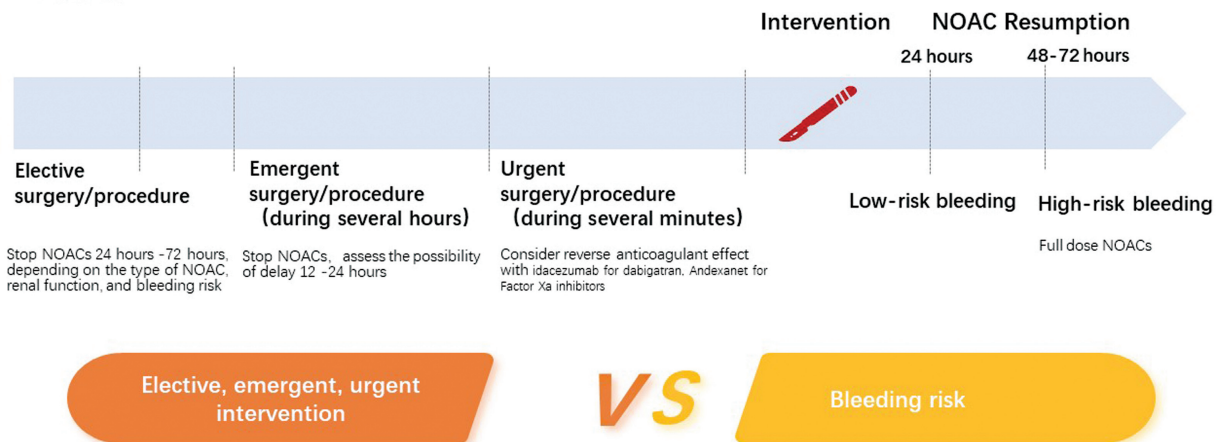 Intervention
NOAC Resumption
24 hours
48-72 hours
Elective
surgery/procedure
Stop NOACs 24 hours -72 hours,
depending on the type of NOAC,
renal function, and bleeding risk
Emergent
surgery/procedure
(during several hours)
Stop NOACs, assess the possibility
of delay 12 -24 hours
Urgent
surgery/procedure
(during several minutes)
Consider reverse anticoagulant effect
with idacezumab for dabigatran, Andexanet for
Factor Xa inhibitors
Low-risk bleeding
High-risk bleeding
Full dose NOACs
Elective, emergent, urgent
intervention
VS
Bleeding risk